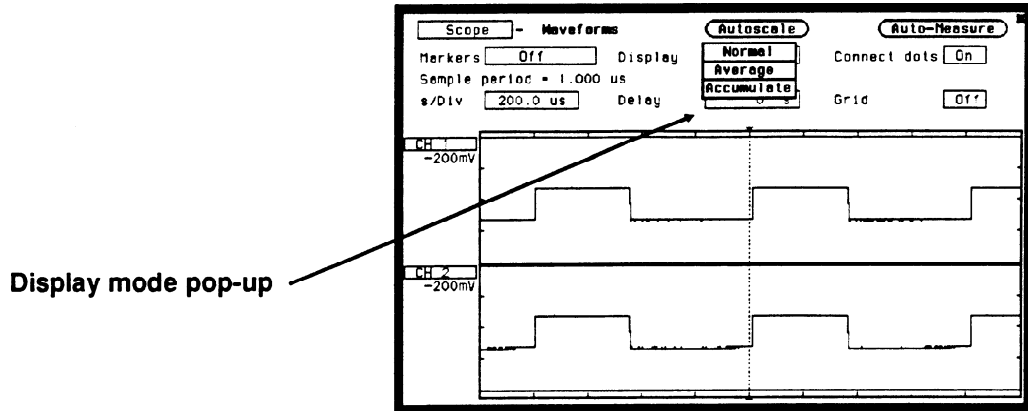 Scope - Waveforms Autoscale Auto-Measure
Markers Off Display Normal Connect dots On
Average
Sample period = 1.000 us
Accumulate
s/Div 200.0 us Delay s Grid Off
CH 1
-200mV
Display mode pop-up
CH 2
-200mV